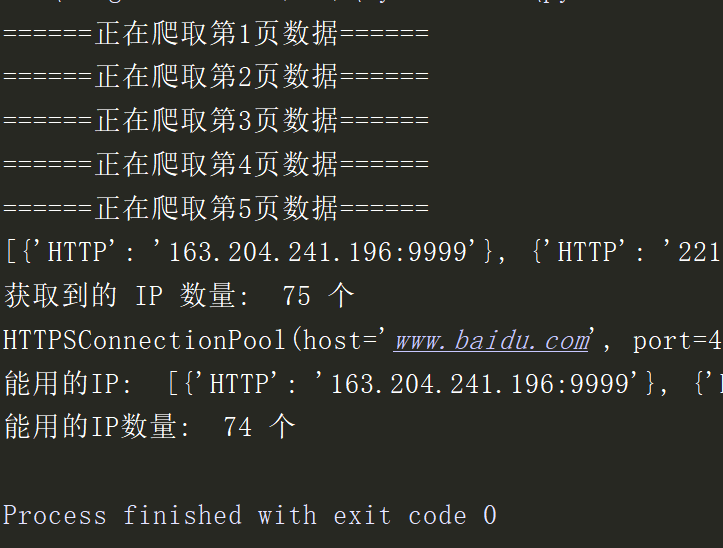 ======正在爬取第1页数据======
======正在爬取第2页数据======
======正在爬取第3页数据======
======正在爬取第4页数据======
======正在爬取第5页数据======
[{'HTTP': '163.204.241.196:9999'}, {'HTTP': '221
获取到的 IP 数量:  75 个
HTTPSConnectionPool(host='www.baidu.com', port=4
能用的IP:  [{'HTTP': '163.204.241.196:9999'}, {'
能用的IP数量:  74 个
Process finished with exit code 0